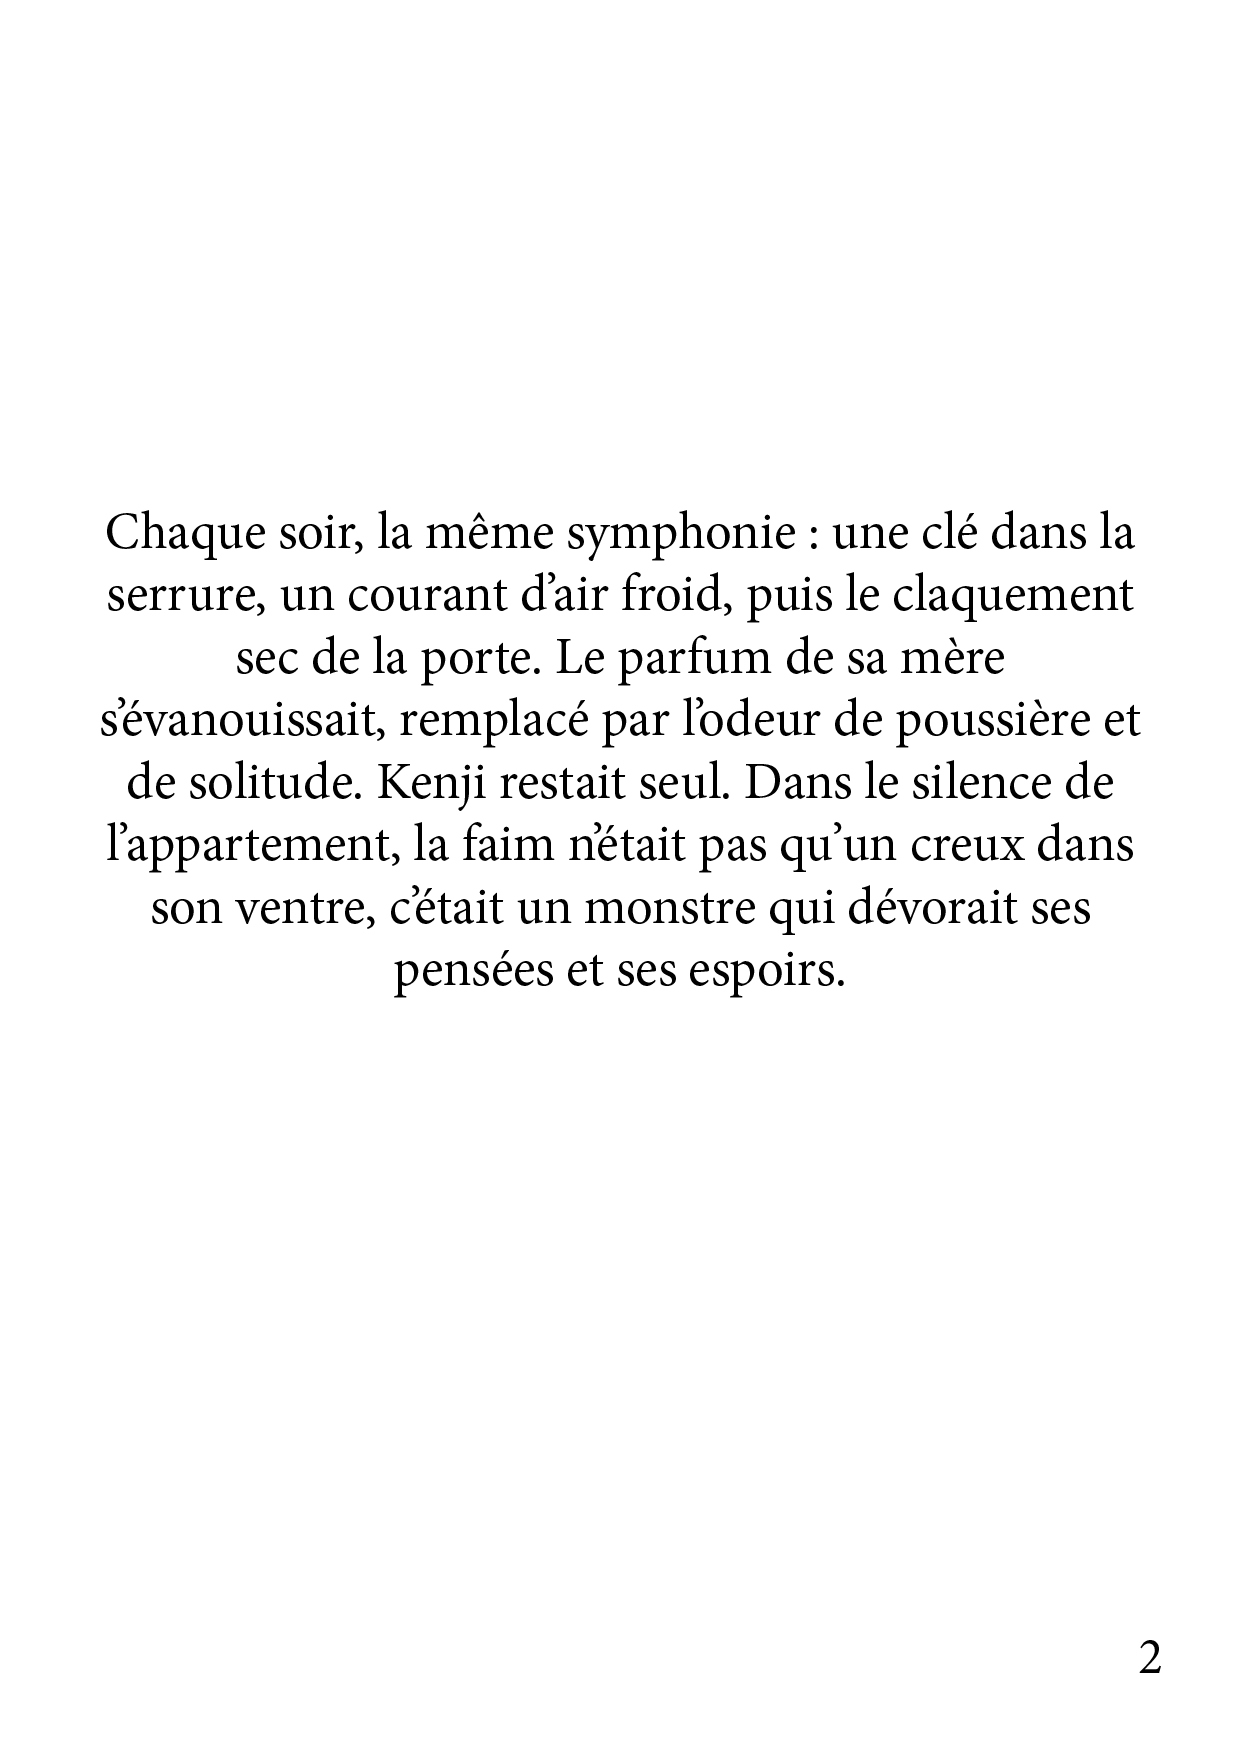 Chaque soir, la même symphonie : une clé dans la
serrure, un courant d’air froid, puis le claquement
sec de la porte. Le parfum de sa mère
s’évanouissait, remplacé par l’odeur de poussière et
de solitude. Kenji restait seul. Dans le silence de
l’appartement, la faim n’était pas qu’un creux dans
son ventre, c’était un monstre qui dévorait ses
pensées et ses espoirs.
2